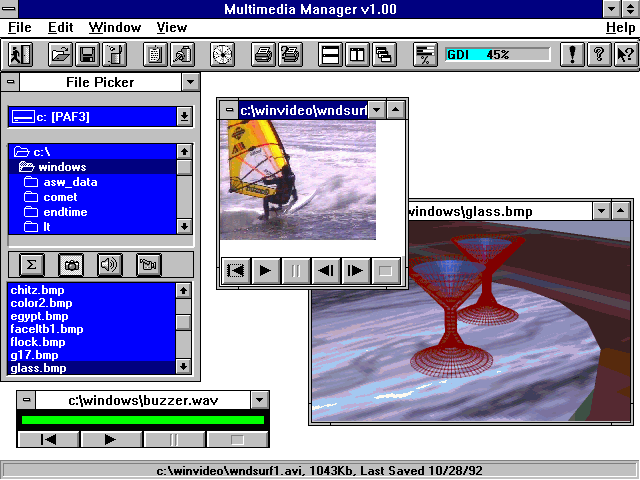 Multimedia Manager v1.00
File Edit Window View Help
GDI 45%
File Picker
c: [PAF3]
c:\
windows
asw_data
comet
endtime
lt
Σ
chitz.bmp
color2.bmp
egypt.bmp
faceltb1.bmp
flock.bmp
g17.bmp
glass.bmp
c:\winvideo\wndsurf
windows\glass.bmp
c:\windows\buzzer.wav
c:\winvideo\wndsurf1.avi, 1043Kb, Last Saved 10/28/92